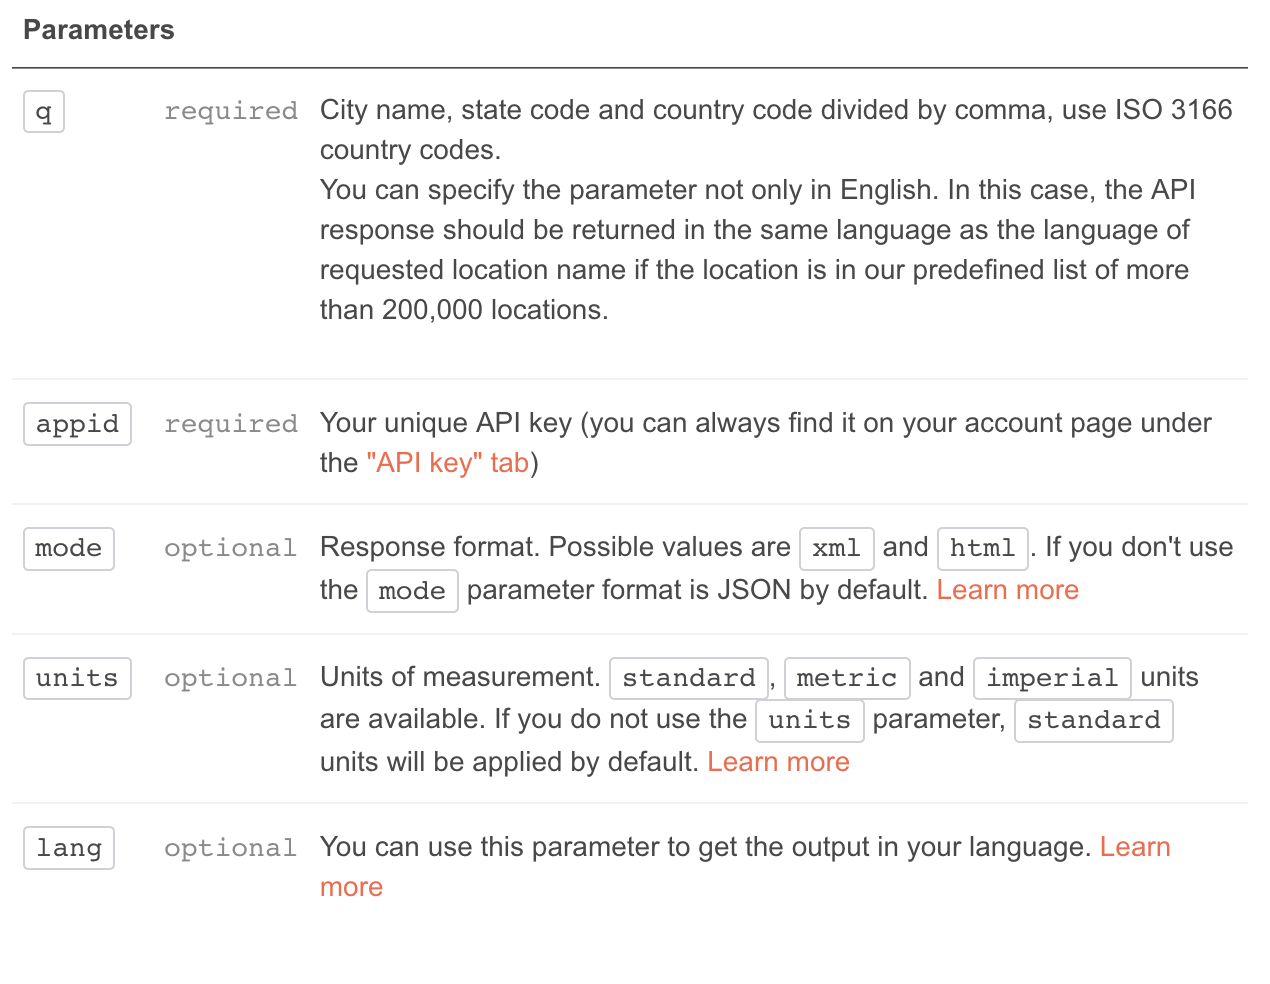 Parameters
q required City name, state code and country code divided by comma, use ISO 3166
country codes.
You can specify the parameter not only in English. In this case, the API
response should be returned in the same language as the language of
requested location name if the location is in our predefined list of more
than 200,000 locations.
appid required Your unique API key (you can always find it on your account page under
the "API key" tab)
mode optional Response format. Possible values are xml and html. If you don't use
the mode parameter format is JSON by default. Learn more
units optional Units of measurement. standard, metric and imperial units
are available. If you do not use the units parameter, standard
units will be applied by default. Learn more
lang optional You can use this parameter to get the output in your language. Learn
more